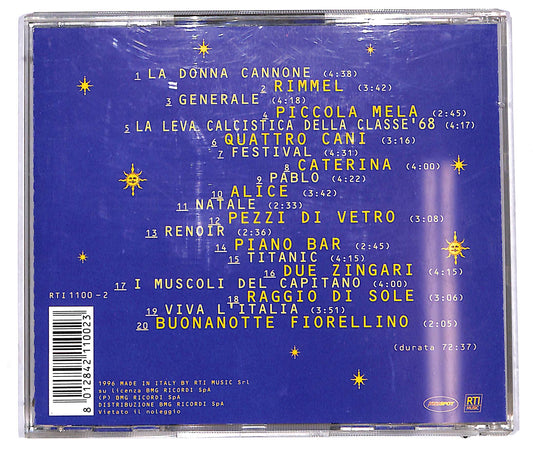 1 LA DONNA CANNONE (4:38)
2 RIMMEL (3:42)
3 GENERALE (4:18)
4 PICCOLA MELA (2:45)
5 LA LEVA CALCISTICA DELLA CLASSE'68 (4:17)
6 QUATTRO CANI (3:16)
7 FESTIVAL (4:31)
8 CATERINA (4:00)
9 PABLO (4:22)
10 ALICE (3:42)
11 NATALE (2:33)
12 PEZZI DI VETRO (3:08)
13 RENOIR (2:36)
14 PIANO BAR (2:45)
15 TITANIC (4:15)
16 DUE ZINGARI (4:15)
17 I MUSCOLI DEL CAPITANO (4:00)
18 RAGGIO DI SOLE (3:06)
19 VIVA L'ITALIA (3:51)
20 BUONANOTTE FIORELLINO (2:05)
(durata 72:37)
RTI 1100-2
8 012842 110023
1996 MADE IN ITALY BY RTI MUSIC Srl
su licenza BMG RICORDI SpA
(P) BMG RICORDI SpA
DISTRIBUZIONE BMG RICORDI SpA
Vietato il noleggio
RTI
MUSIC